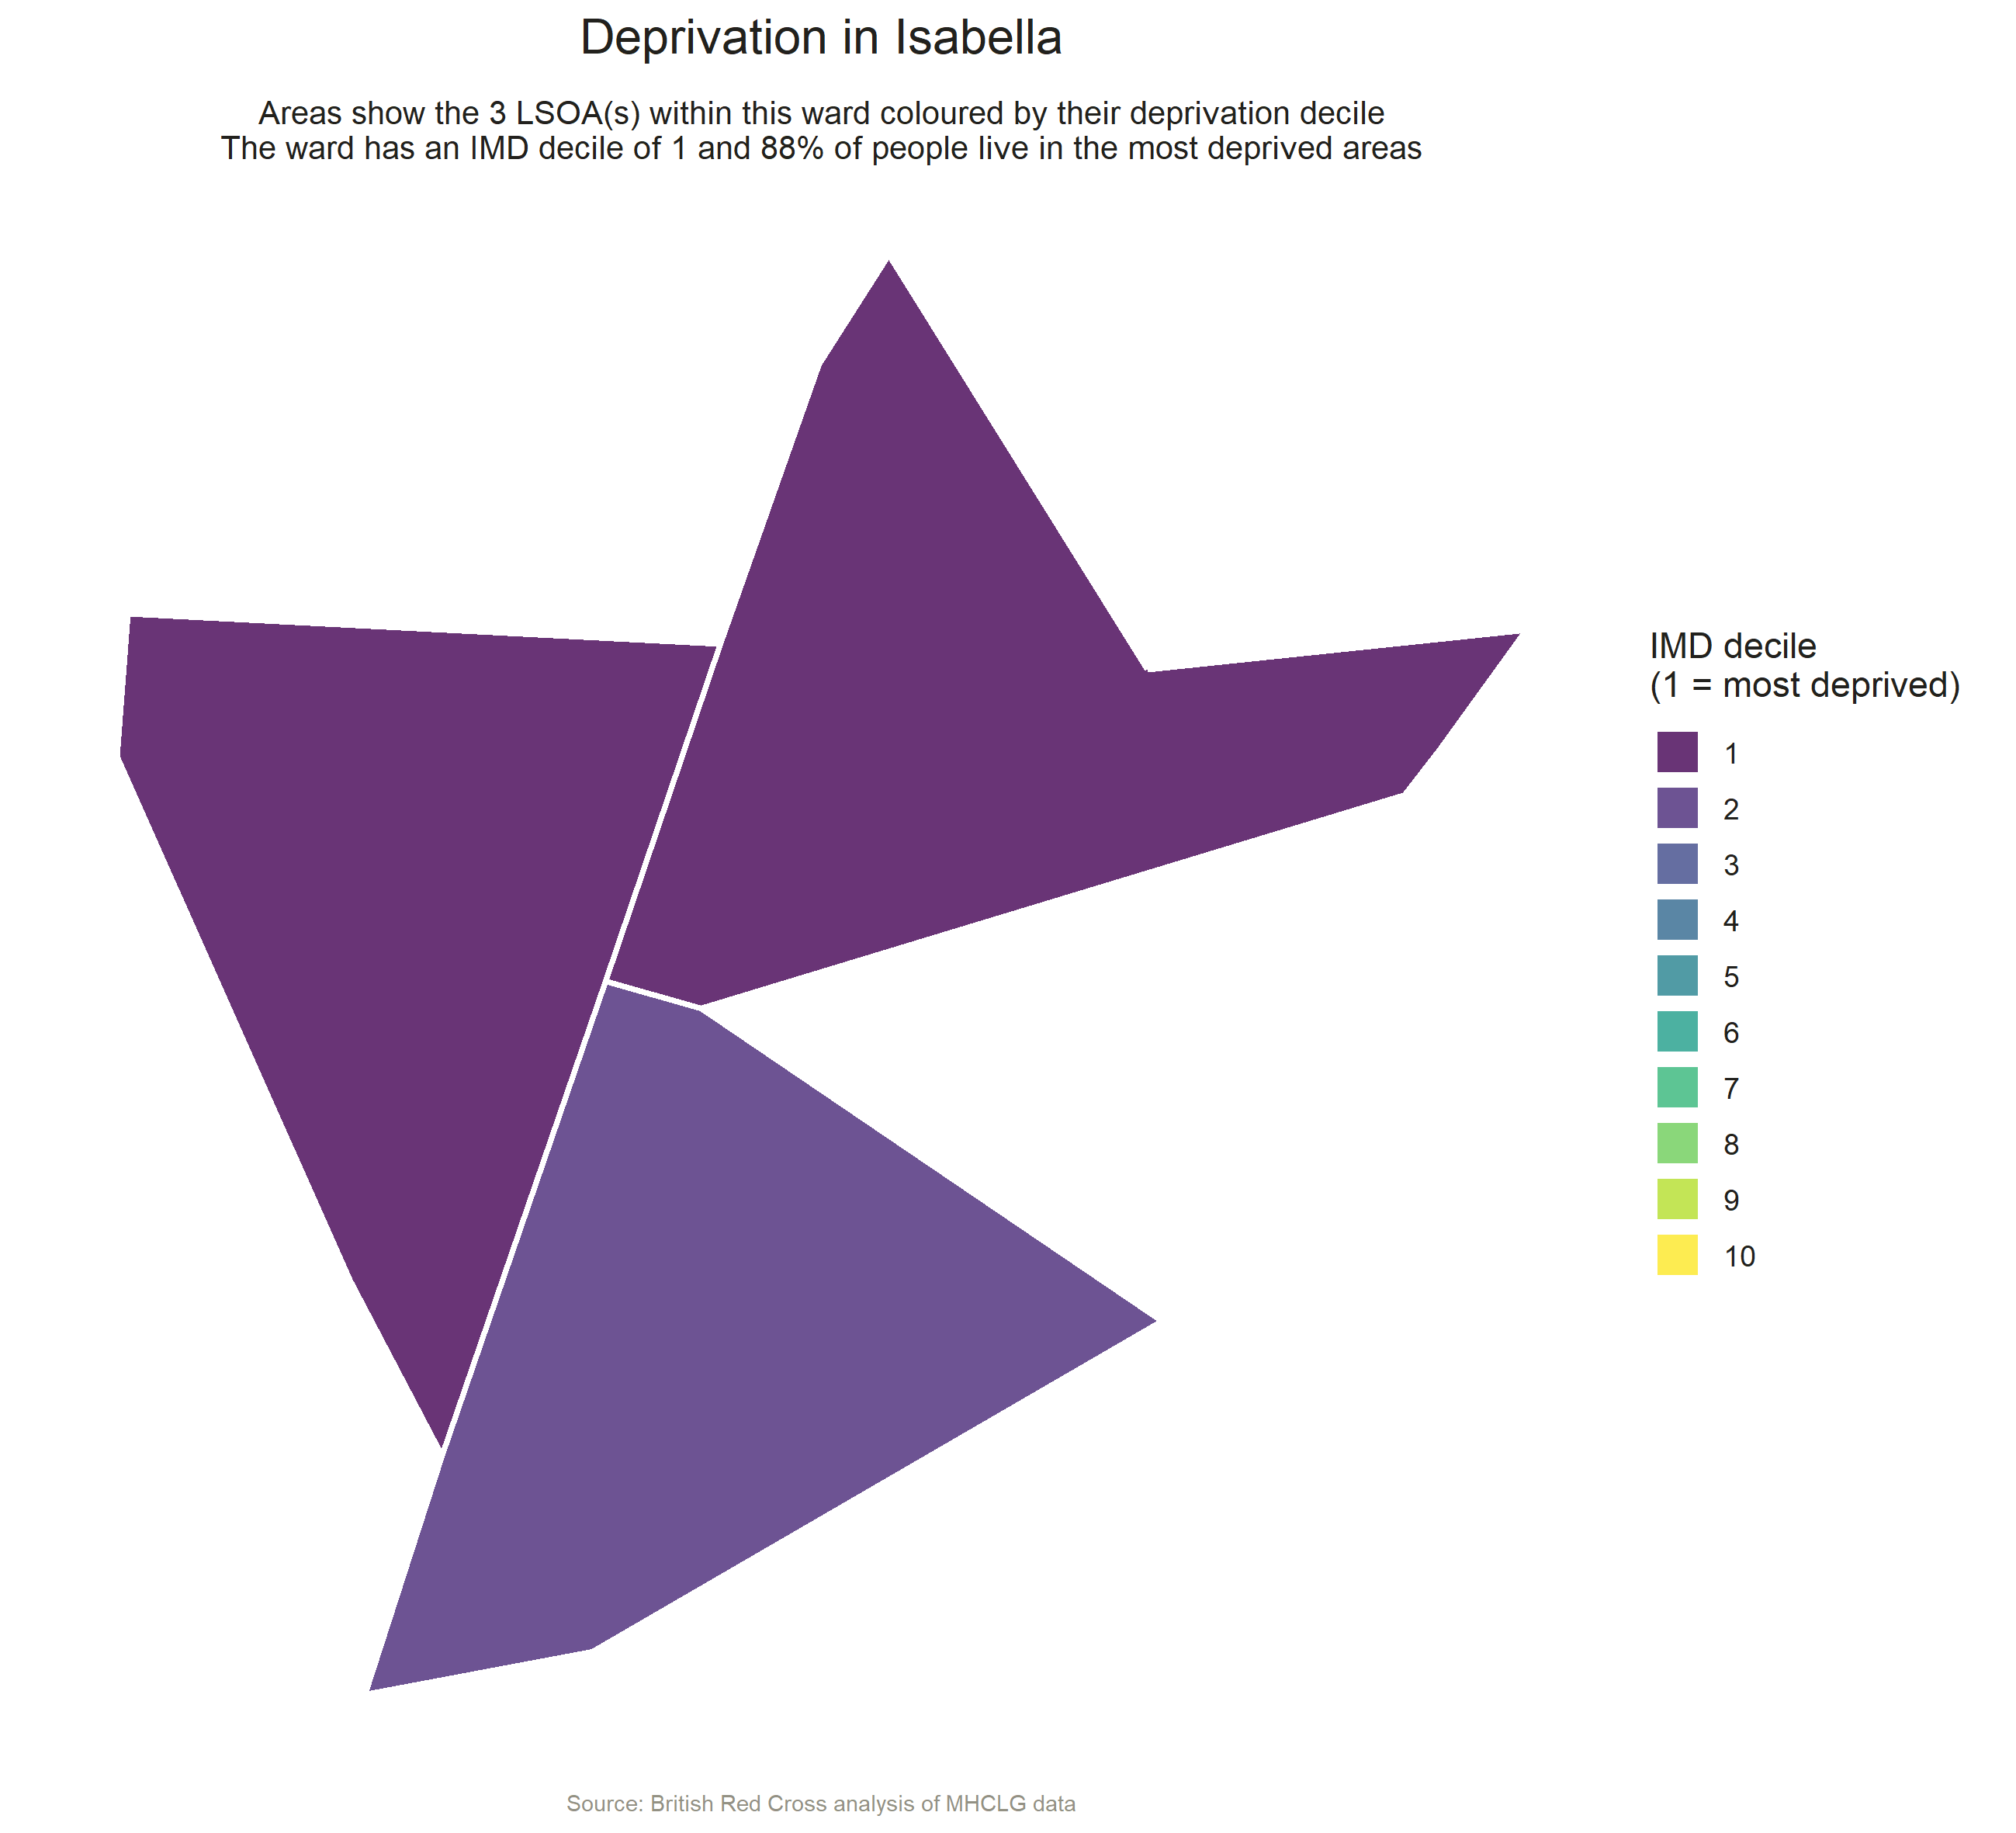 Deprivation in Isabella
Areas show the 3 LSOA(s) within this ward coloured by their deprivation decile
The ward has an IMD decile of 1 and 88% of people live in the most deprived areas
IMD decile
(1 = most deprived)
1
2
3
4
5
6
7
8
9
10
Source: British Red Cross analysis of MHCLG data